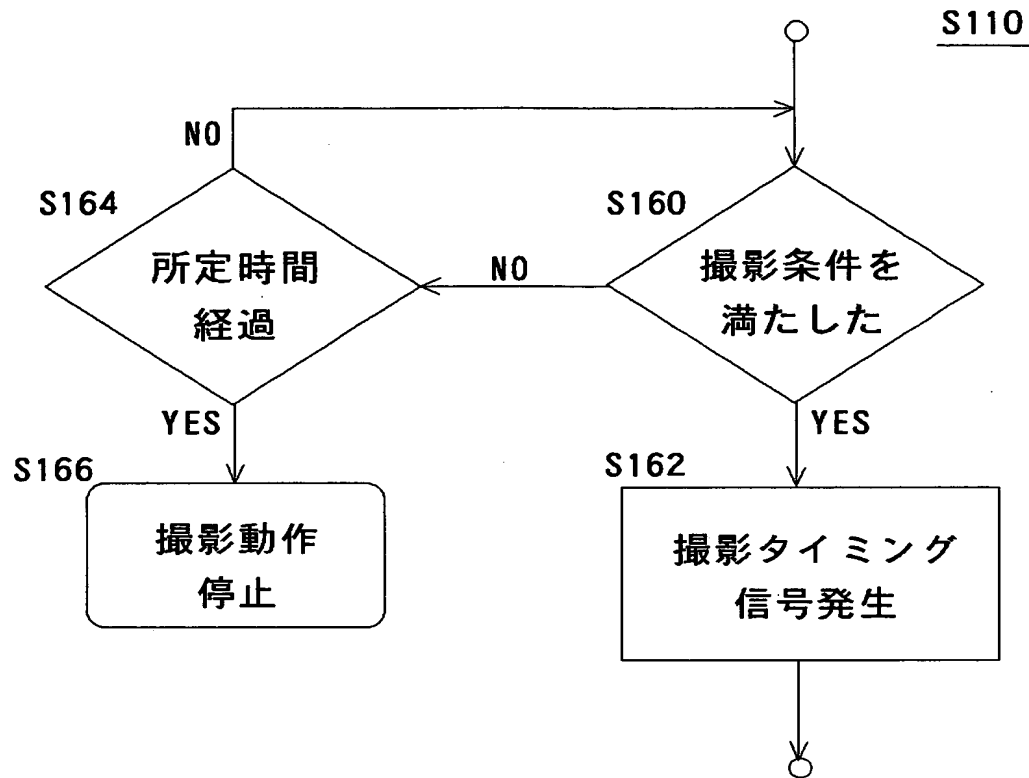 S110
NO
S164
所定時間
経過
NO
S160
撮影条件を
満たした
YES
S166
撮影動作
停止
YES
S162
撮影タイミング
信号発生